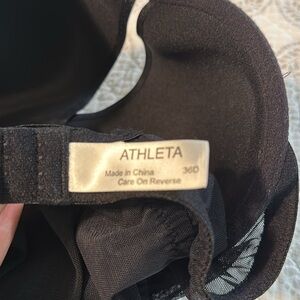 ATHLETA
Made in China 36D
Care On Reverse